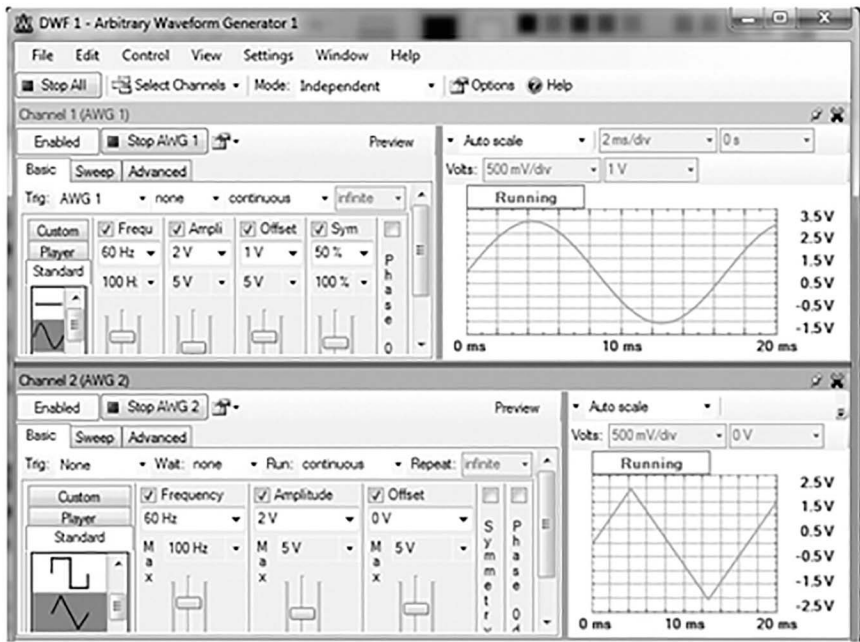 DWF 1 - Arbitrary Waveform Generator 1
File Edit Control View Settings Window Help
Stop All Select Channels Mode: Independent Options Help
Channel 1 (AWG 1)
Enabled Stop AWG 1 Preview Auto scale 2 ms/div 0 s
Basic Sweep Advanced Volts: 500 mV/div 1 V
Trig: AWG 1 none continuous infinite Running
Custom Frequ Ampli Offset Sym
Player 60 Hz 2 V 1 V 50 %
Standard 100 H: 5 V 5 V 100 %
Phase 0
3.5 V
2.5 V
1.5 V
0.5 V
-0.5 V
-1.5 V
0 ms 10 ms 20 ms
Channel 2 (AWG 2)
Enabled Stop AWG 2 Preview Auto scale
Basic Sweep Advanced Volts: 500 mV/div 0 V
Trig: None Wait: none Run: continuous Repeat: infinite Running
Custom Frequency Amplitude Offset
Player 60 Hz 2 V 0 V
Standard Max 100 Hz Max 5 V Max 5 V
Symmetry
Phase 0d
2.5 V
1.5 V
0.5 V
-0.5 V
-1.5 V
-2.5 V
0 ms 10 ms 20 ms